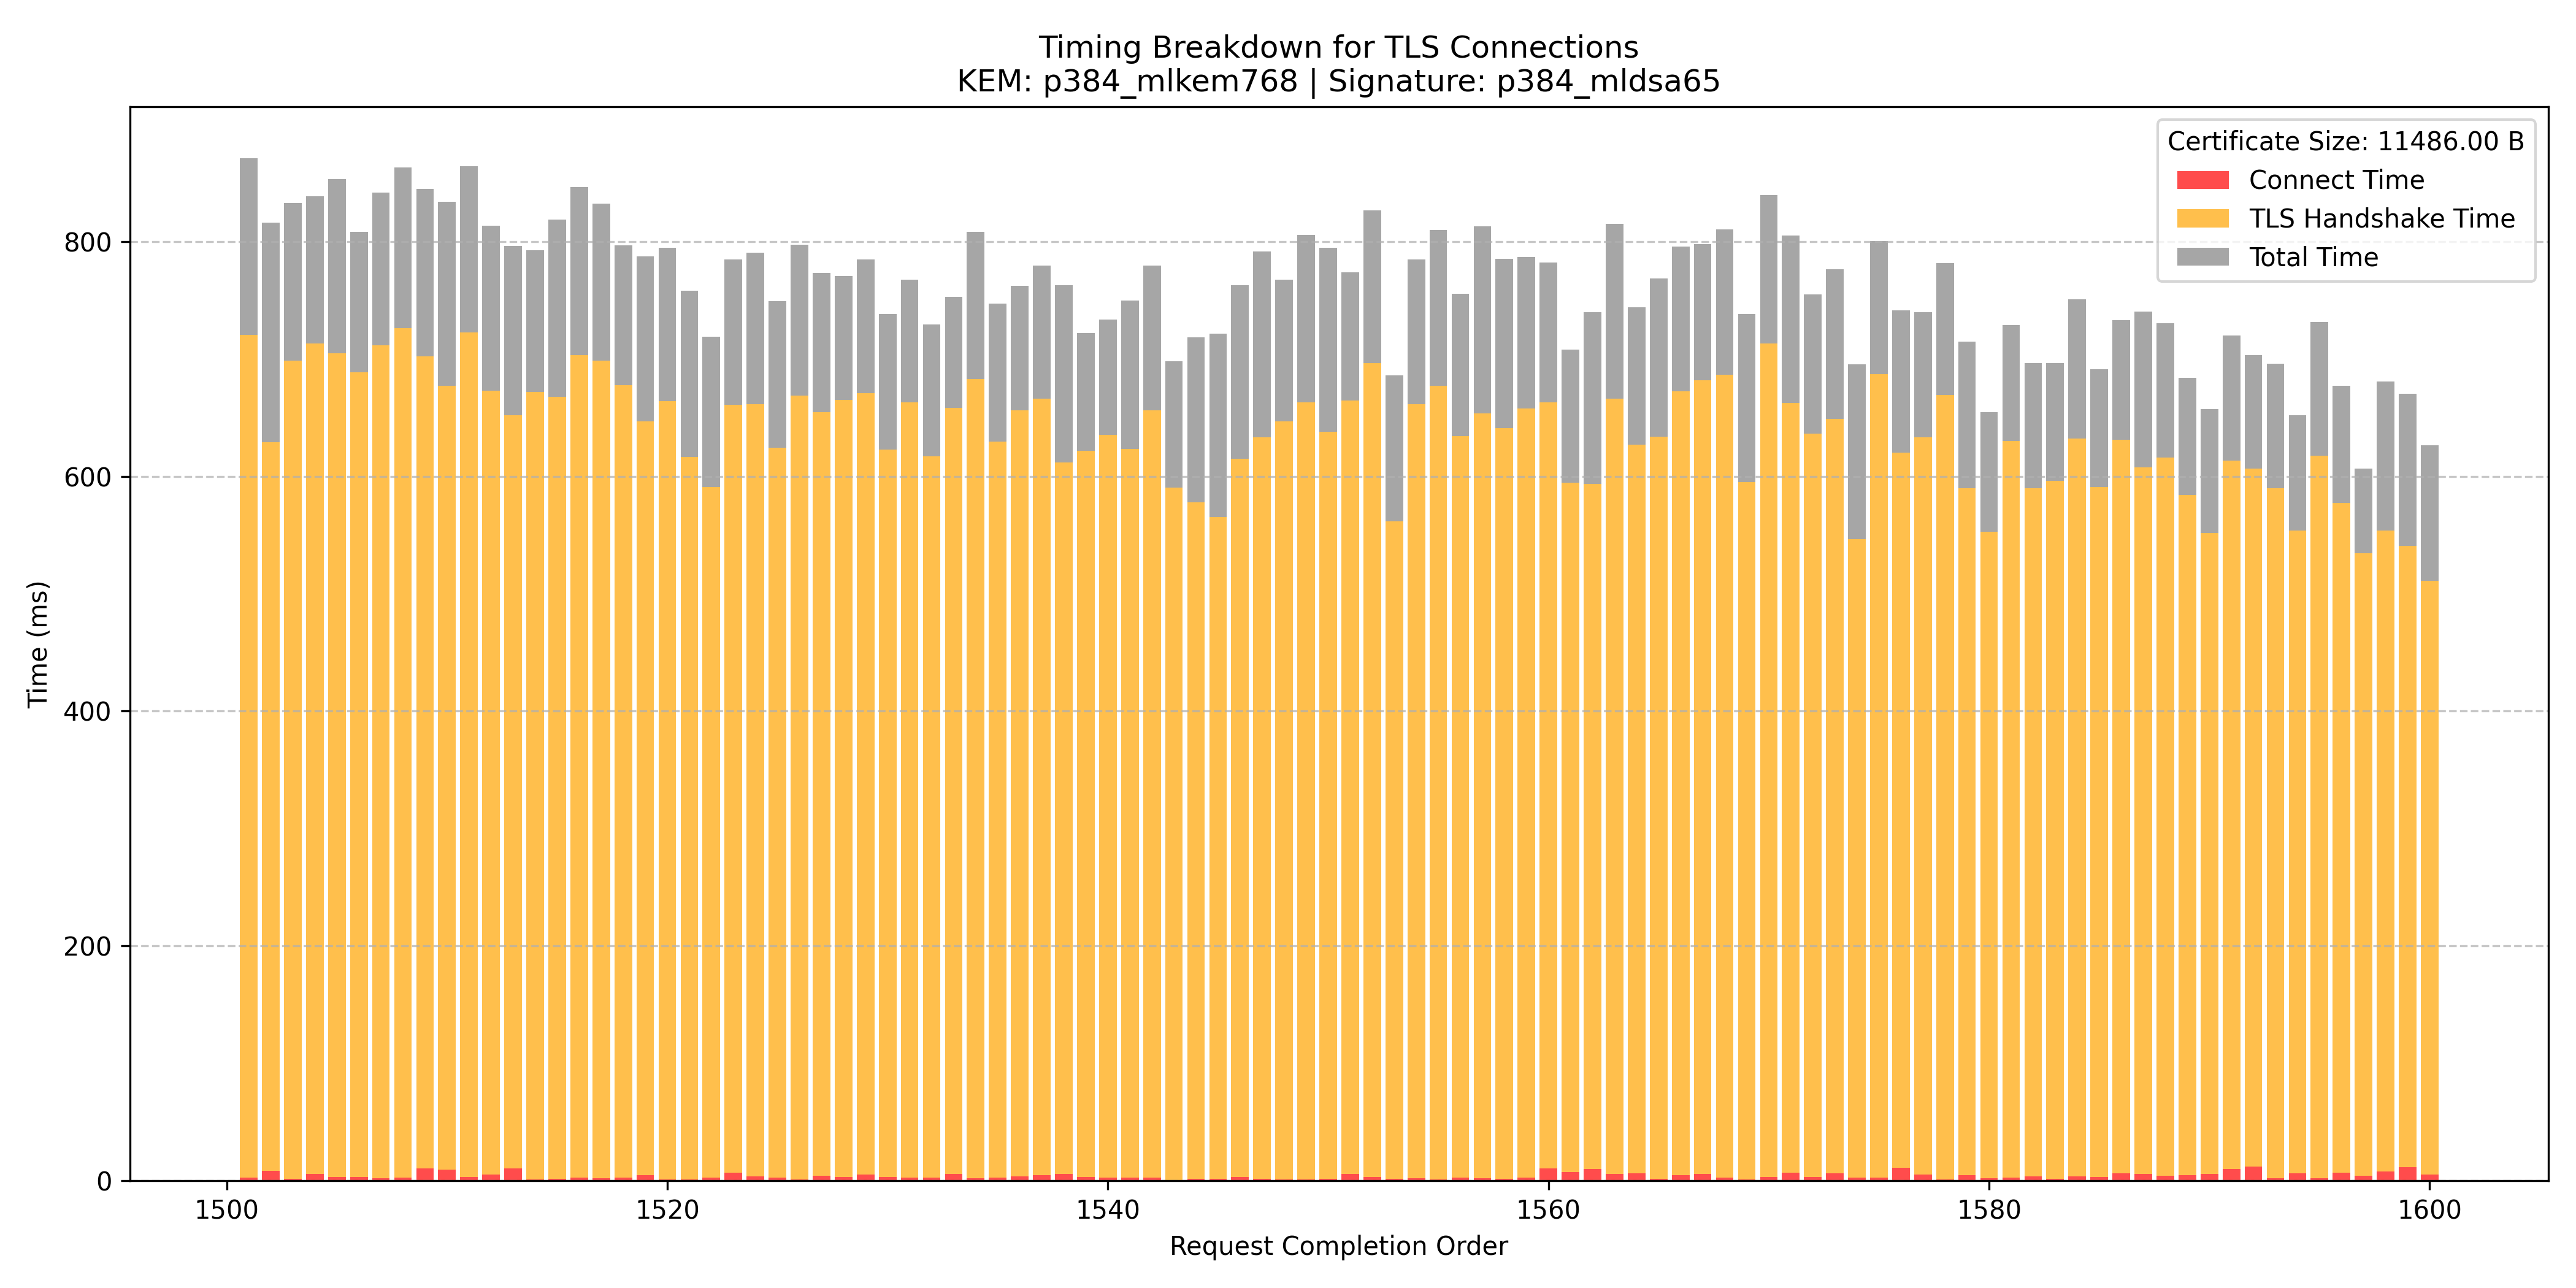 Timing Breakdown for TLS Connections
KEM: p384_mlkem768 | Signature: p384_mldsa65
Certificate Size: 11486.00 B
Connect Time
TLS Handshake Time
Total Time
Time (ms)
800
600
400
200
0
1500 1520 1540 1560 1580 1600
Request Completion Order